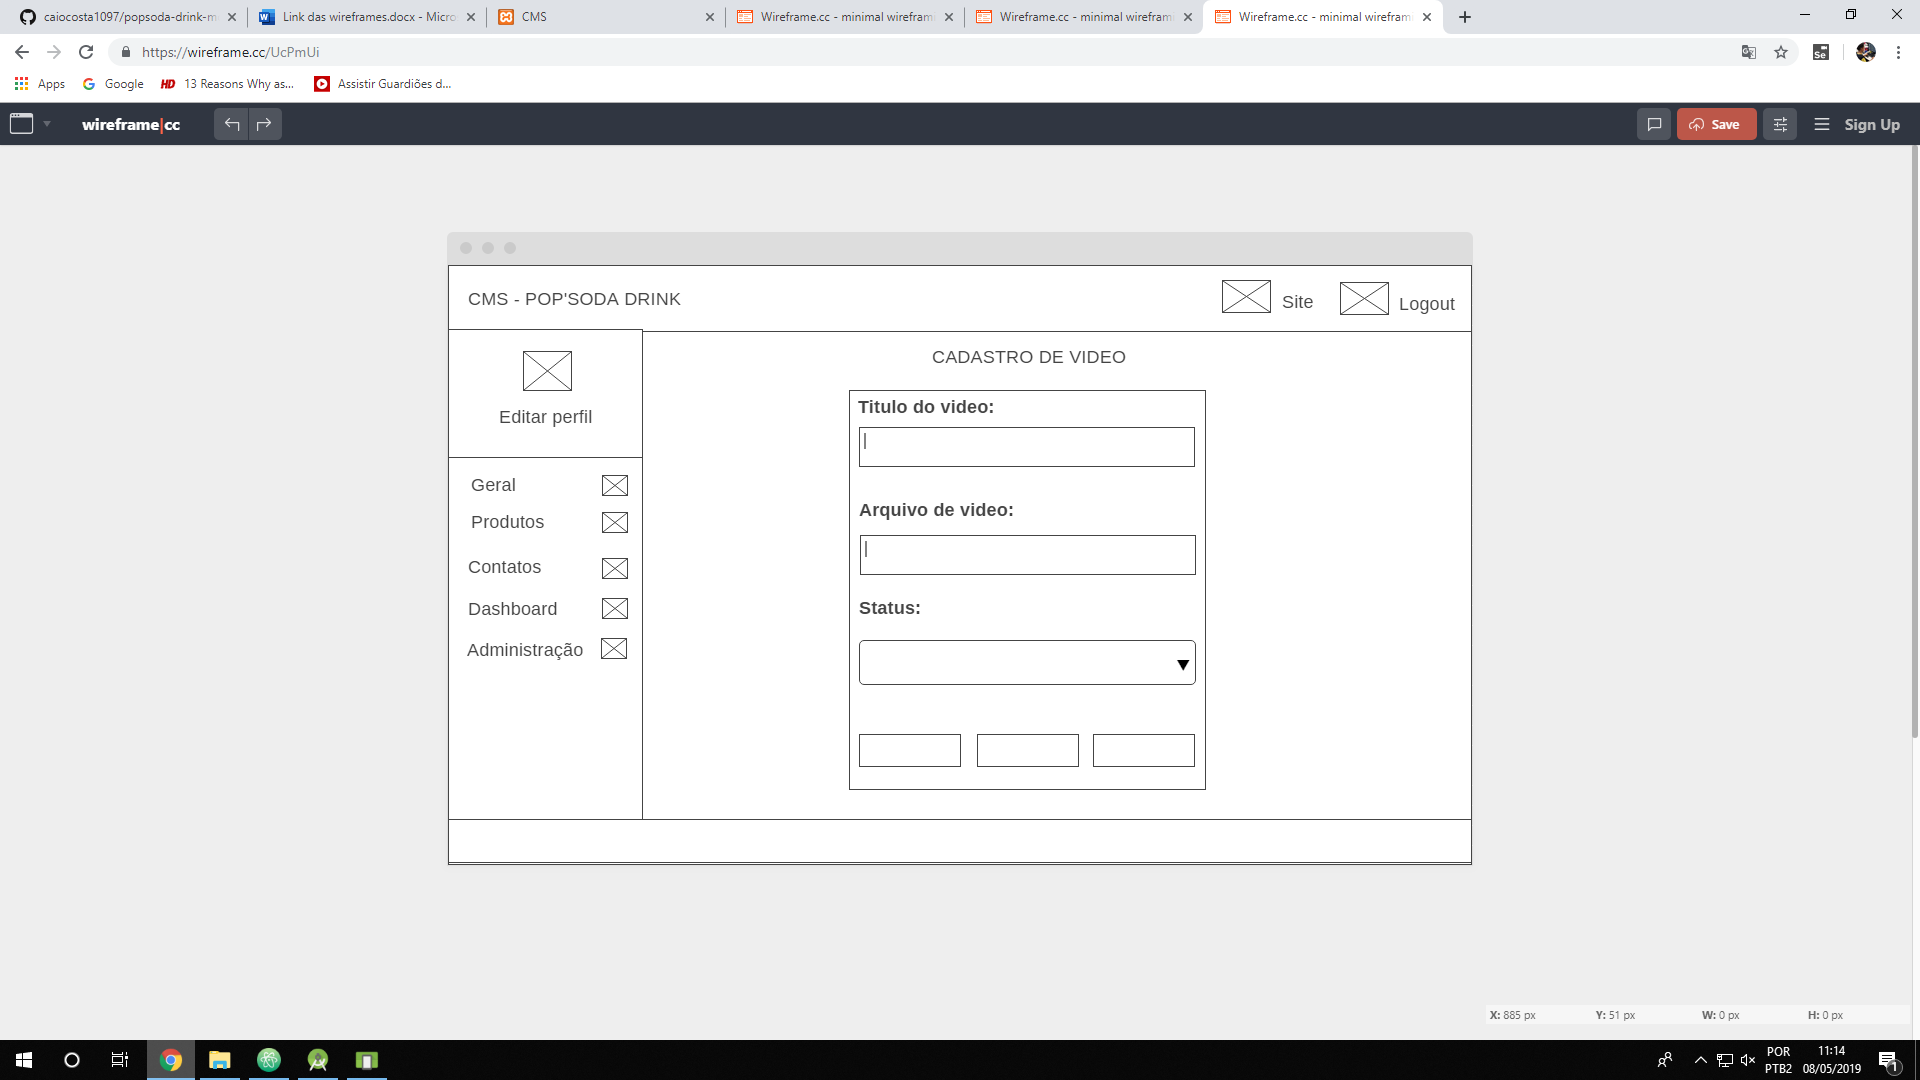 caiocosta1097/popsoda-drink-m
Link das wireframes.docx - Micro
CMS
Wireframe.cc - minimal wirefram
Wireframe.cc - minimal wirefram
Wireframe.cc - minimal wirefram
https://wireframe.cc/UcPmUi
Se
Apps
Google
HD 13 Reasons Why as...
Assistir Guardiões d...
wireframe|cc
Save
Sign Up
CMS - POP'SODA DRINK
Site
Logout
Editar perfil
CADASTRO DE VIDEO
Titulo do video:
Geral
Produtos
Arquivo de video:
Contatos
Dashboard
Status:
Administração
X: 885 px
Y: 51 px
W: 0 px
H: 0 px
POR
PTB2
11:14
08/05/2019
1